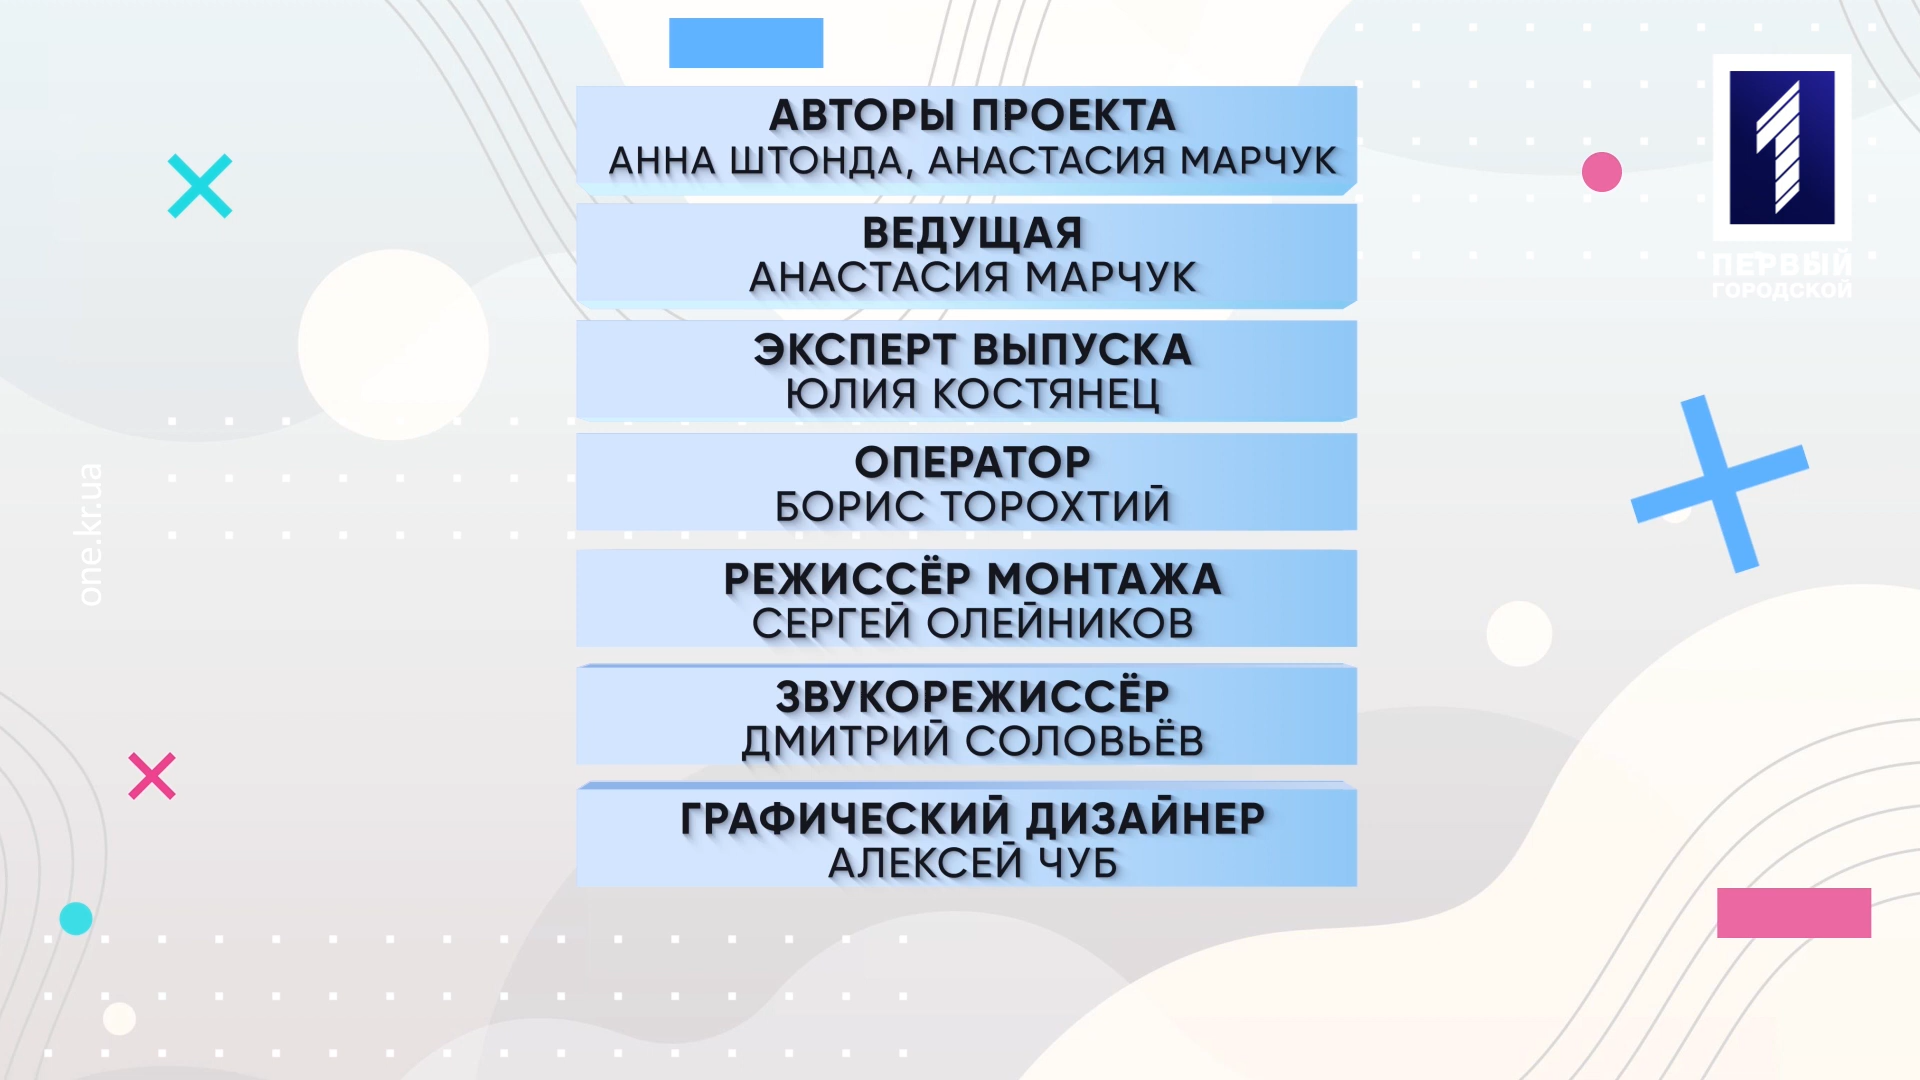 АВТОРЫ ПРОЕКТА
АННА ШТОНДА, АНАСТАСИЯ МАРЧУК
ВЕДУЩАЯ
АНАСТАСИЯ МАРЧУК
ЭКСПЕРТ ВЫПУСКА
ЮЛИЯ КОСТЯНЕЦ
ОПЕРАТОР
БОРИС ТОРОХТИЙ
РЕЖИССЁР МОНТАЖА
СЕРГЕЙ ОЛЕЙНИКОВ
ЗВУКОРЕЖИССЁР
ДМИТРИЙ СОЛОВЬЁВ
ГРАФИЧЕСКИЙ ДИЗАЙНЕР
АЛЕКСЕЙ ЧУБ
1
ПЕРВЫЙ
ГОРОДСКОЙ
one.kr.ua